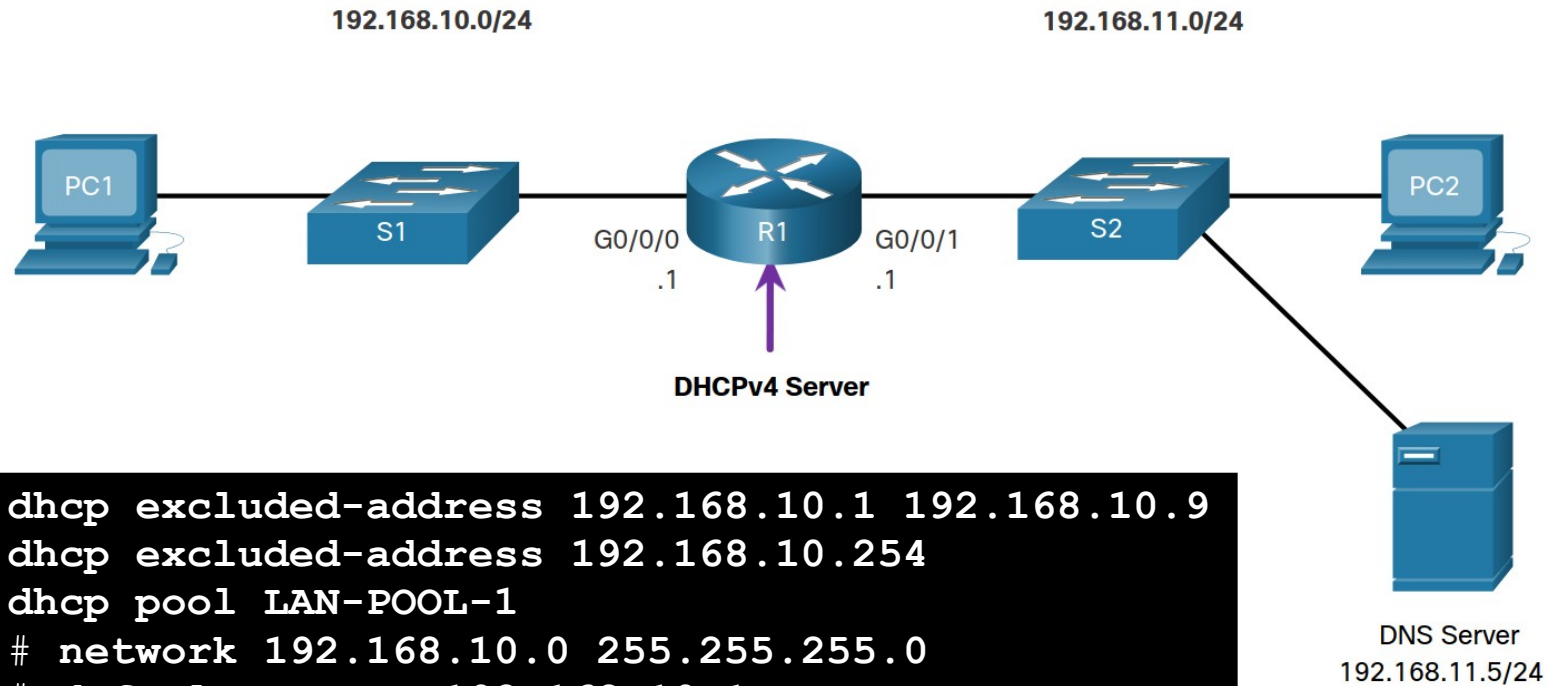 192.168.10.0/24
192.168.11.0/24
PC1
S1
G0/0/0
.1
R1
G0/0/1
.1
S2
PC2
DHCPv4 Server
dhcp excluded-address 192.168.10.1 192.168.10.9
dhcp excluded-address 192.168.10.254
dhcp pool LAN-POOL-1
# network 192.168.10.0 255.255.255.0
DNS Server
192.168.11.5/24